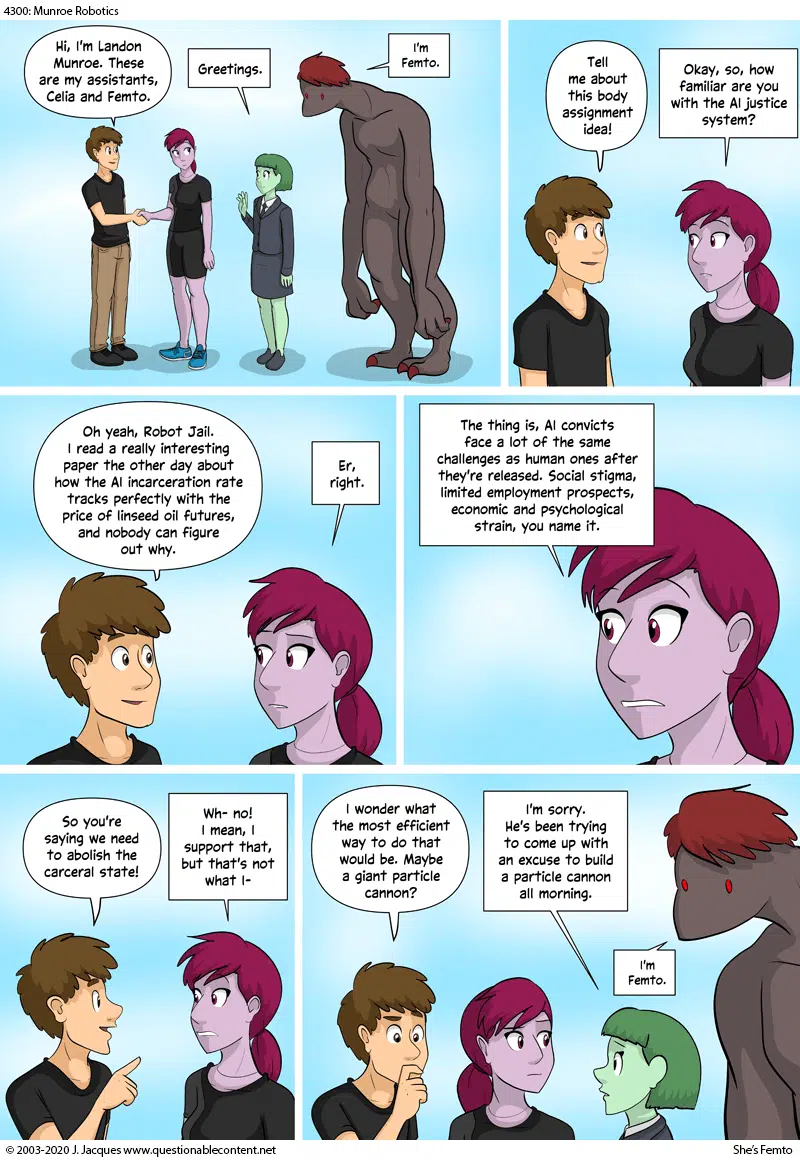 4300: Munroe Robotics
Hi, I'm Landon
Munroe. These
are my assistants,
Celia and Femto.
Greetings.
I'm
Femto.
Tell
me about
this body
assignment
idea!
Okay, so, how
familiar are you
with the AI justice
system?
Oh yeah, Robot Jail.
I read a really interesting
paper the other day about
how the AI incarceration rate
tracks perfectly with the
price of linseed oil futures,
and nobody can figure
out why.
Er,
right.
The thing is, AI convicts
face a lot of the same
challenges as human ones after
they're released. Social stigma,
limited employment prospects,
economic and psychological
strain, you name it.
So you're
saying we need
to abolish the
carceral state!
Wh- no!
I mean, I
support that,
but that's not
what I-
I wonder what
the most efficient
way to do that
would be. Maybe
a giant particle
cannon?
I'm sorry.
He's been trying
to come up with
an excuse to build
a particle cannon
all morning.
I'm
Femto.
© 2003-2020 J. Jacques www.questionablecontent.net
She's Femto